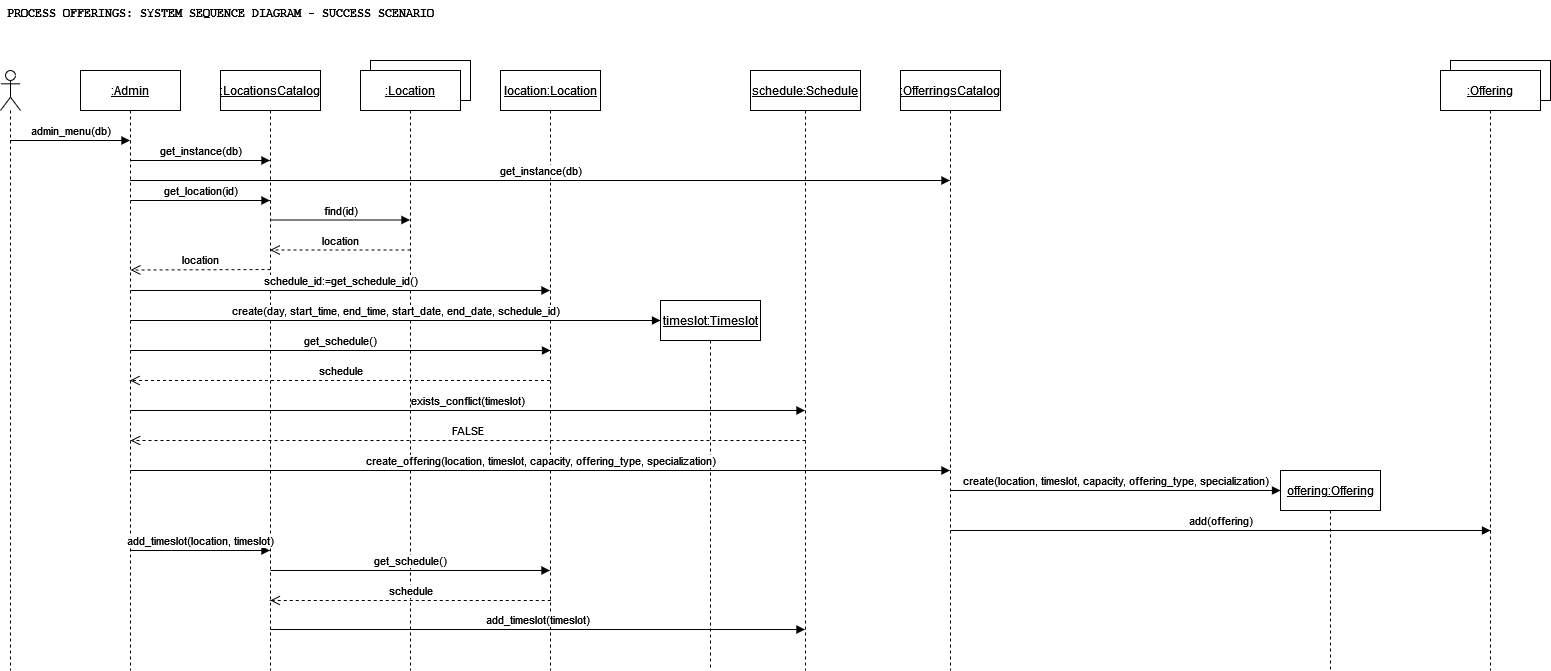 PROCESS OFFERINGS: SYSTEM SEQUENCE DIAGRAM - SUCCESS SCENARIO
:Admin
:LocationsCatalog
:Location
location:Location
schedule:Schedule
:OfferringsCatalog
:Offering
admin_menu(db)
get_instance(db)
get_instance(db)
get_location(id)
find(id)
location
location
schedule_id:=get_schedule_id()
create(day, start_time, end_time, start_date, end_date, schedule_id)
timeslot:Timeslot
get_schedule()
schedule
exists_conflict(timeslot)
FALSE
create_offering(location, timeslot, capacity, offering_type, specialization)
create(location, timeslot, capacity, offering_type, specialization)
offering:Offering
add(offering)
add_timeslot(location, timeslot)
get_schedule()
schedule
add_timeslot(timeslot)